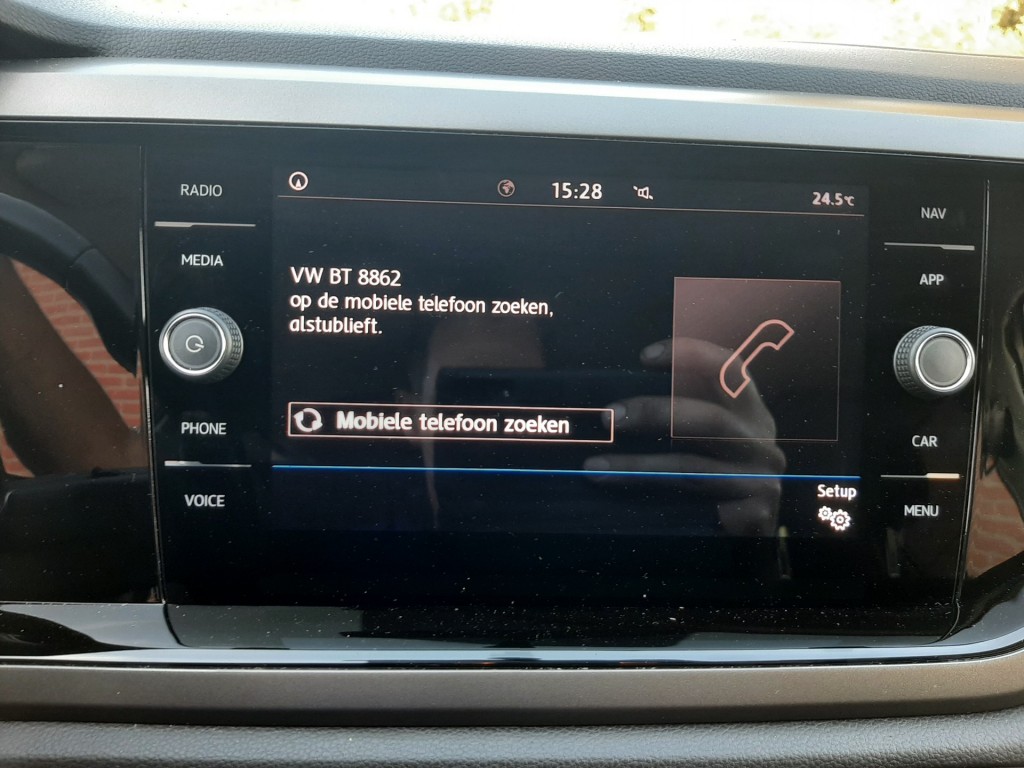 RADIO
MEDIA
PHONE
VOICE
15:28
24.5°C
VW BT 8862
op de mobiele telefoon zoeken,
alstublieft.
Mobiele telefoon zoeken
Setup
NAV
APP
CAR
MENU